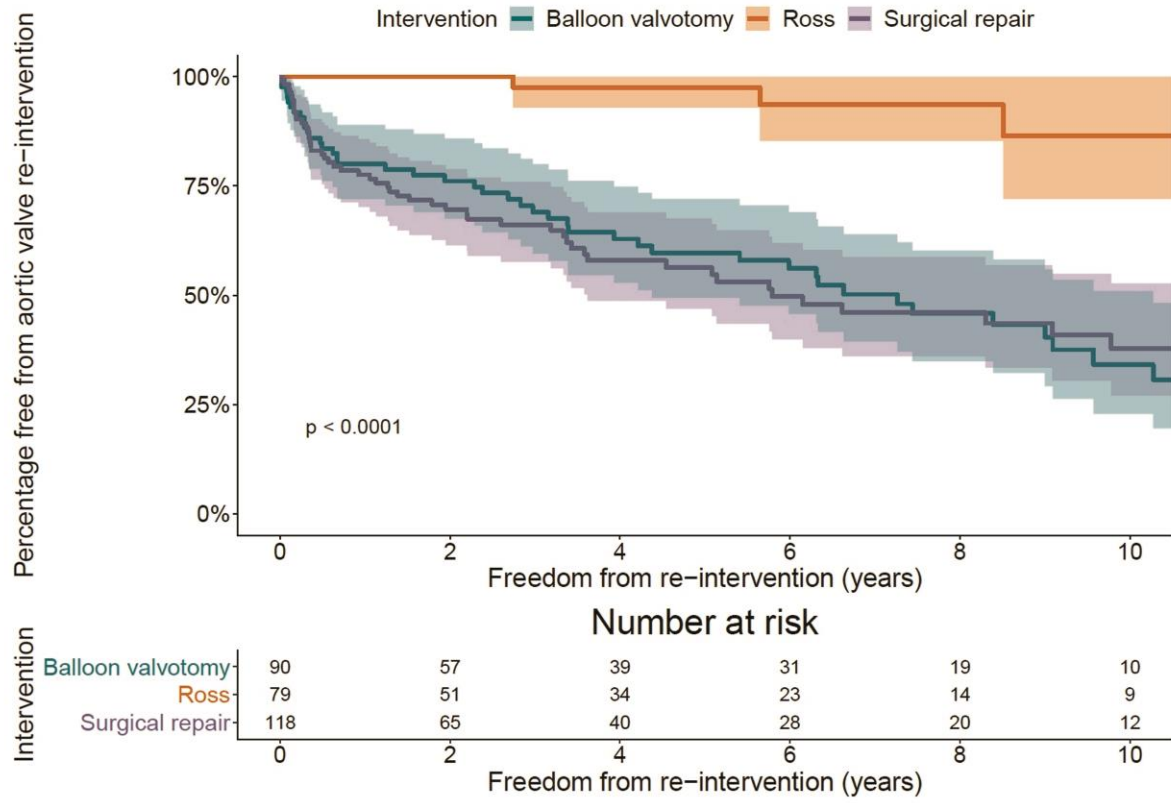 Intervention Balloon valvotomy Ross Surgical repair
Percentage free from aortic valve re−intervention
100%
75%
50%
25%
0%
p < 0.0001
0 2 4 6 8 10
Freedom from re−intervention (years)
Number at risk
Intervention
Balloon valvotomy 90 57 39 31 19 10
Ross 79 51 34 23 14 9
Surgical repair 118 65 40 28 20 12
0 2 4 6 8 10
Freedom from re−intervention (years)